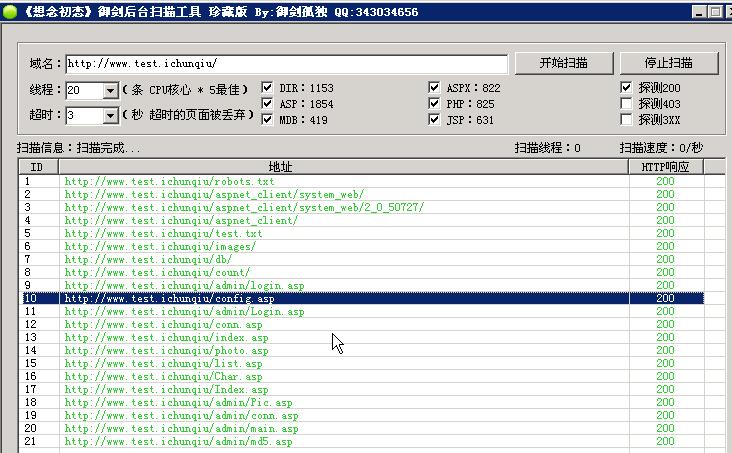 《想念初恋》御剑后台扫描工具 珍藏版 By:御剑孤独 QQ:343034656
域名: http://www.test.ichunqiu/ 开始扫描 停止扫描
线程: 20 (条 CPU核心 * 5最佳) DIR:1153 ASPX:822 探测200
ASP:1854 PHP:825 探测403
超时: 3 (秒 超时的页面被丢弃) MDB:419 JSP:631 探测3XX
扫描信息:扫描完成... 扫描线程:0 扫描速度:0/秒
ID 地址 HTTP响应
1 http://www.test.ichunqiu/robots.txt 200
2 http://www.test.ichunqiu/aspnet_client/system_web/ 200
3 http://www.test.ichunqiu/aspnet_client/system_web/2_0_50727/ 200
4 http://www.test.ichunqiu/aspnet_client/ 200
5 http://www.test.ichunqiu/test.txt 200
6 http://www.test.ichunqiu/images/ 200
7 http://www.test.ichunqiu/db/ 200
8 http://www.test.ichunqiu/count/ 200
9 http://www.test.ichunqiu/admin/login.asp 200
10 http://www.test.ichunqiu/config.asp 200
11 http://www.test.ichunqiu/admin/Login.asp 200
12 http://www.test.ichunqiu/conn.asp 200
13 http://www.test.ichunqiu/index.asp 200
14 http://www.test.ichunqiu/photo.asp 200
15 http://www.test.ichunqiu/list.asp 200
16 http://www.test.ichunqiu/Char.asp 200
17 http://www.test.ichunqiu/Index.asp 200
18 http://www.test.ichunqiu/admin/Pic.asp 200
19 http://www.test.ichunqiu/admin/conn.asp 200
20 http://www.test.ichunqiu/admin/main.asp 200
21 http://www.test.ichunqiu/admin/md5.asp 200